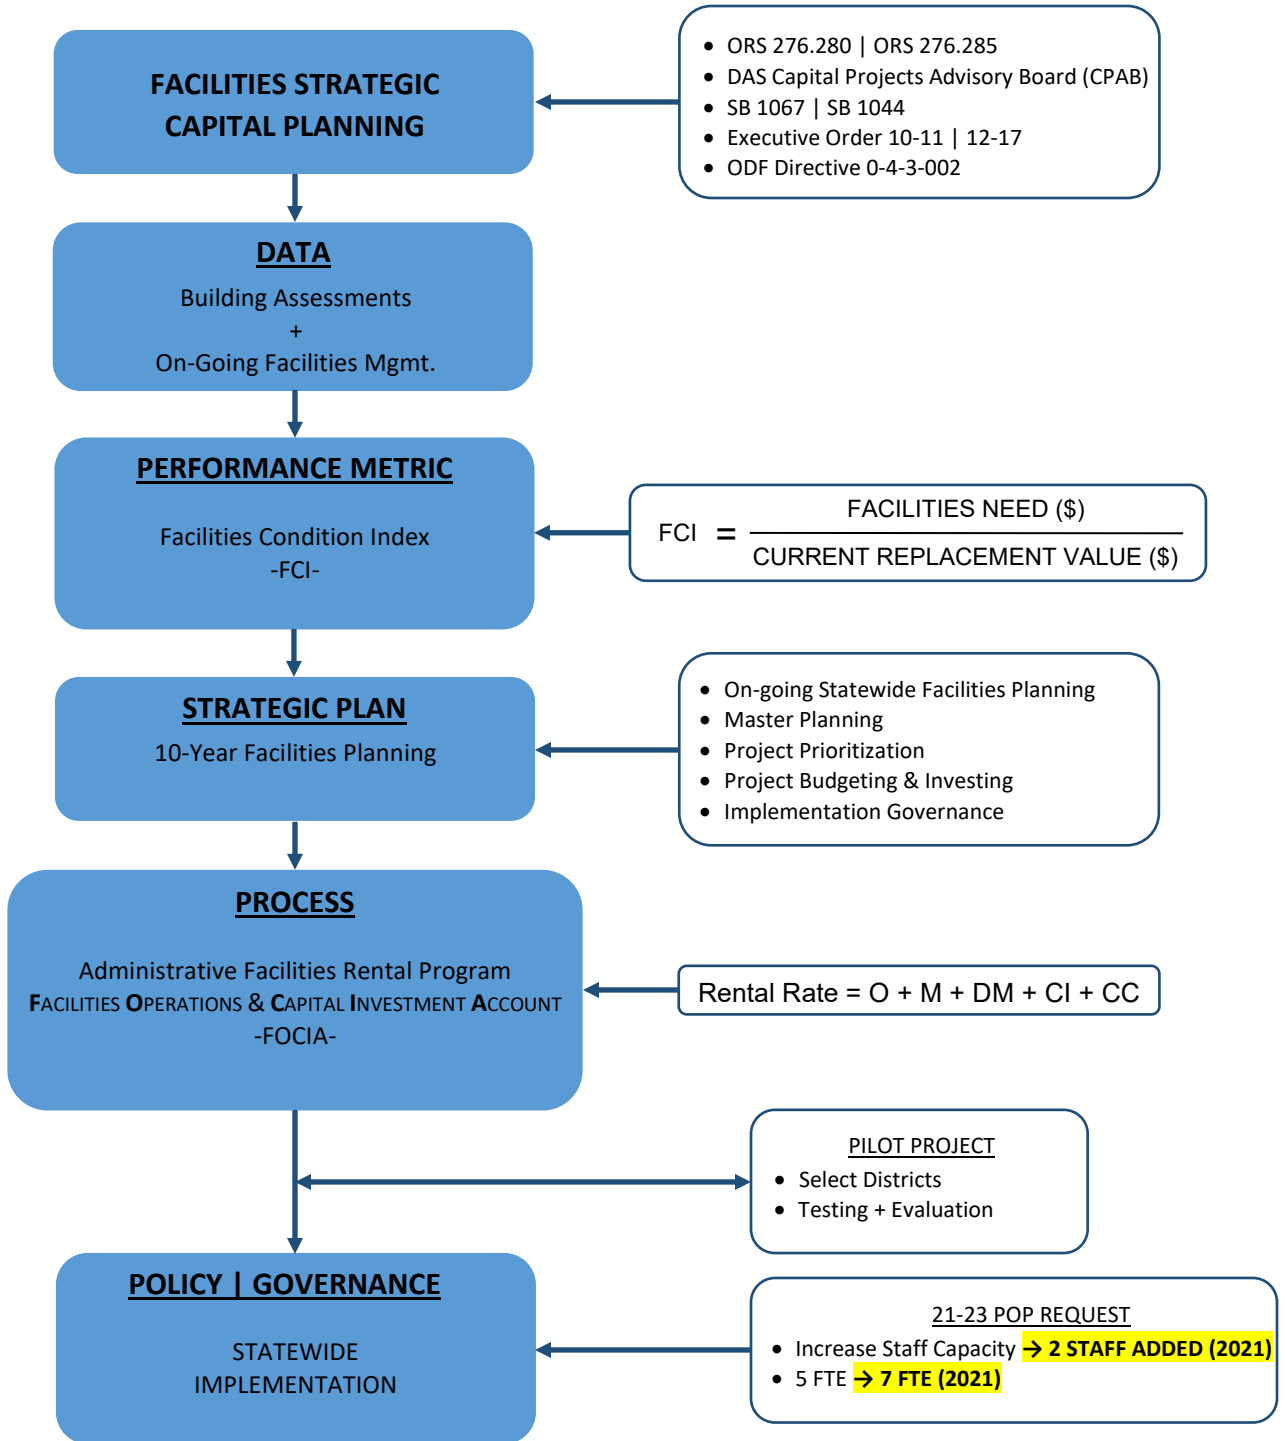 FACILITIES STRATEGIC
CAPITAL PLANNING
• ORS 276.280 | ORS 276.285
• DAS Capital Projects Advisory Board (CPAB)
• SB 1067 | SB 1044
• Executive Order 10-11 | 12-17
• ODF Directive 0-4-3-002
DATA
Building Assessments
+
On-Going Facilities Mgmt.
PERFORMANCE METRIC
Facilities Condition Index
-FCI-
FACILITIES NEED ($)
FCI =
CURRENT REPLACEMENT VALUE ($)
STRATEGIC PLAN
10-Year Facilities Planning
• On-going Statewide Facilities Planning
• Master Planning
• Project Prioritization
• Project Budgeting & Investing
• Implementation Governance
PROCESS
Administrative Facilities Rental Program
FACILITIES OPERATIONS & CAPITAL INVESTMENT ACCOUNT
-FOCIA-
Rental Rate = O + M + DM + CI + CC
PILOT PROJECT
• Select Districts
• Testing + Evaluation
POLICY | GOVERNANCE
STATEWIDE
IMPLEMENTATION
21-23 POP REQUEST
• Increase Staff Capacity → 2 STAFF ADDED (2021)
• 5 FTE → 7 FTE (2021)